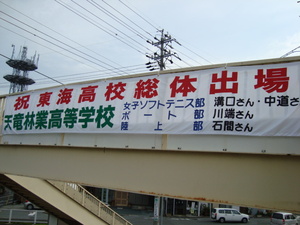 祝東海高校総体出場
天竜林業高等学校
女子ソフトテニス部 溝口さん・中道さん
ボート部 川端さん
陸上部 石間さん